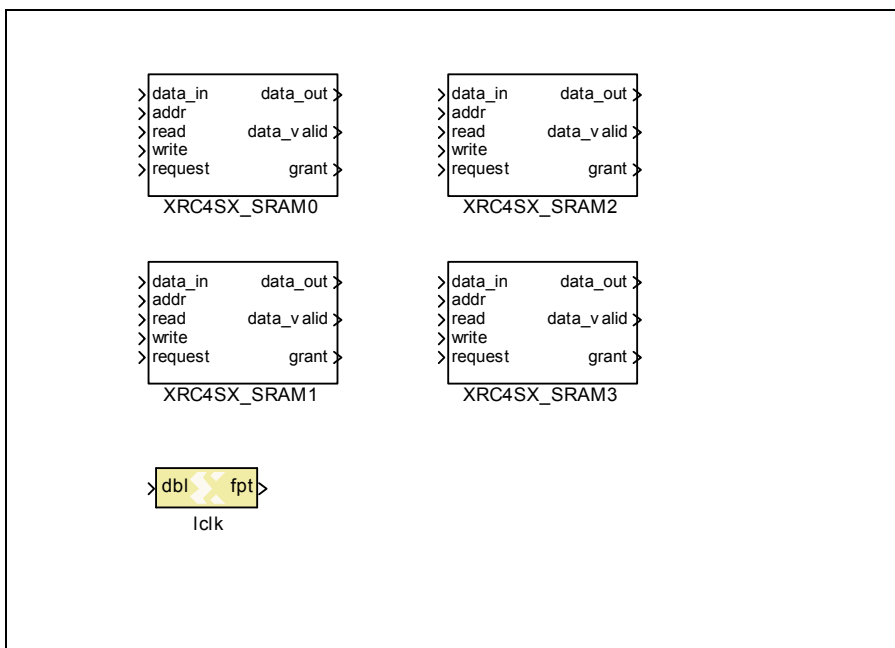 data_in data_out
addr
read data_valid
write
request grant
XRC4SX_SRAM0
data_in data_out
addr
read data_valid
write
request grant
XRC4SX_SRAM2
data_in data_out
addr
read data_valid
write
request grant
XRC4SX_SRAM1
data_in data_out
addr
read data_valid
write
request grant
XRC4SX_SRAM3
dbl fpt
lclk